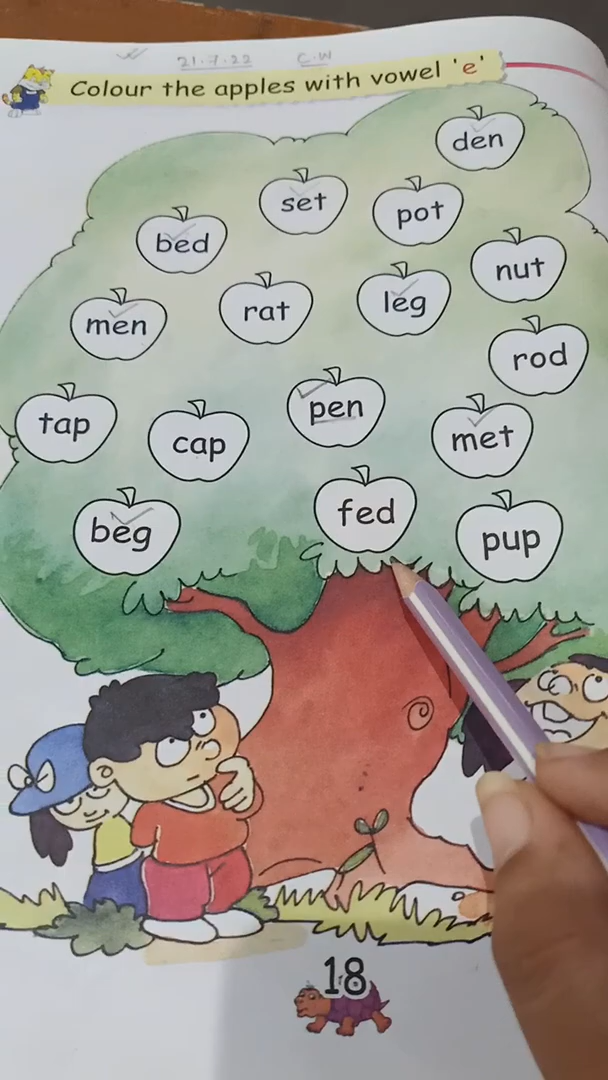 21.7.22 C.W
Colour the apples with vowel 'e'
den
set
pot
bed
nut
men
rat
leg
rod
tap
cap
pen
met
beg
fed
pup
18